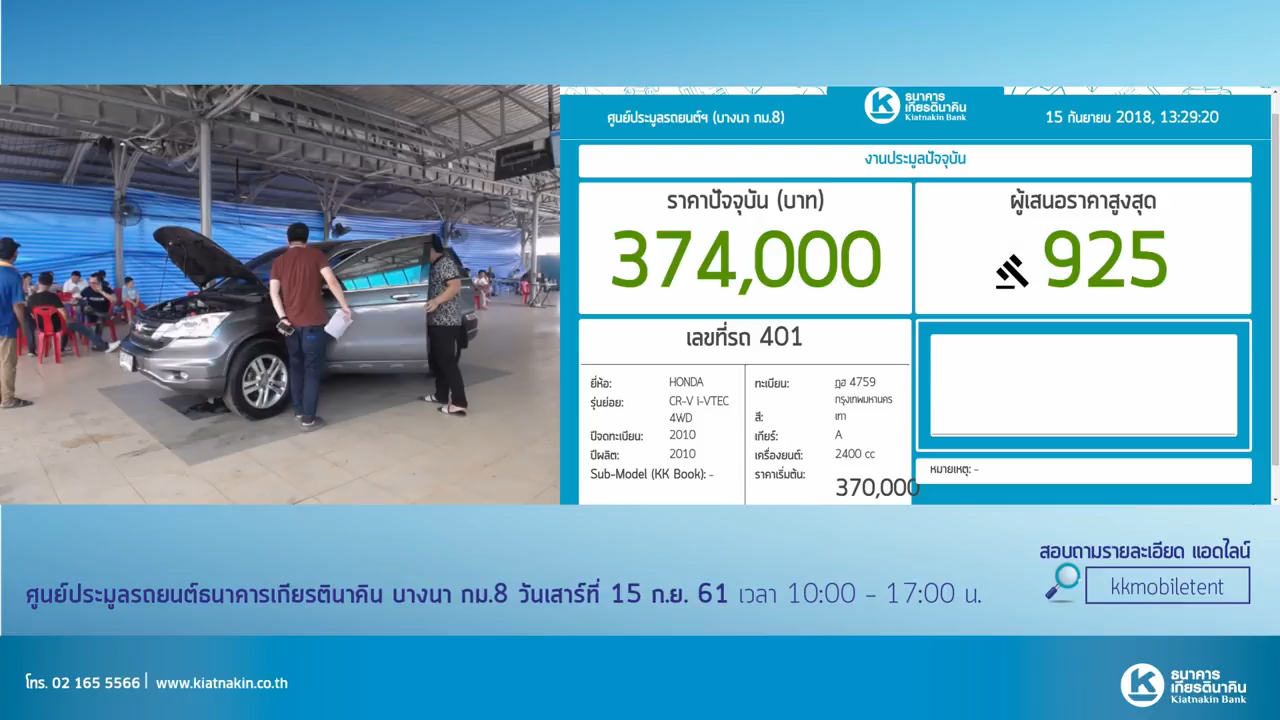 ศูนย์ประมูลรถยนต์ฯ (บางนา กม.8)
ธนาคาร
เกียรตินาคิน
Kiatnakin Bank
15 กันยายน 2018, 13:29:20
งานประมูลปัจจุบัน
ราคาปัจจุบัน (บาท)
374,000
ผู้เสนอราคาสูงสุด
925
เลขที่รถ 401
ยี่ห้อ: HONDA
รุ่นย่อย: CR-V i-VTEC
4WD
ปีจดทะเบียน: 2010
ปีผลิต: 2010
Sub-Model (KK Book): -
ทะเบียน: ฎฮ 4759
กรุงเทพมหานคร
สี: เทา
เกียร์: A
เครื่องยนต์: 2400 cc
ราคาเริ่มต้น: 370,000
หมายเหตุ: -
สอบถามรายละเอียด แอดไลน์
kkmobiletent
ศูนย์ประมูลรถยนต์ธนาคารเกียรตินาคิน บางนา กม.8 วันเสาร์ที่ 15 ก.ย. 61 เวลา 10:00 - 17:00 น.
โทร. 02 165 5566 | www.kiatnakin.co.th
ธนาคาร
เกียรตินาคิน
Kiatnakin Bank